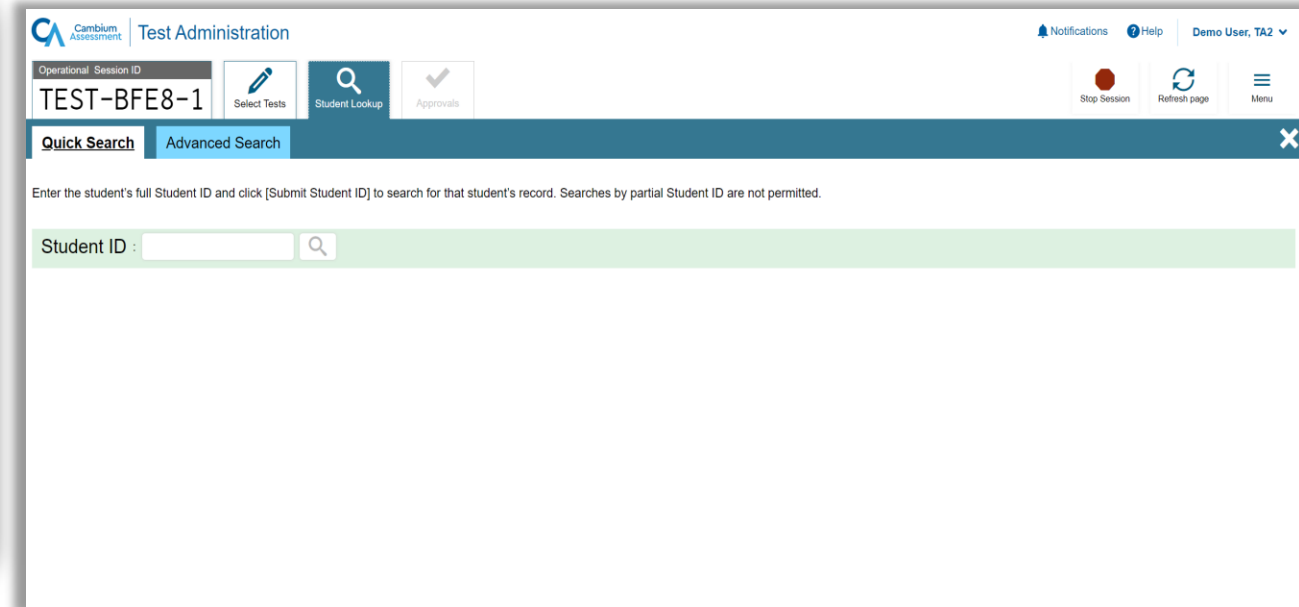 Cambium Assessment Test Administration
Notifications Help Demo User, TA2
Operational Session ID
TEST-BFE8-1
Select Tests Student Lookup Approvals Stop Session Refresh page Menu
Quick Search Advanced Search
Enter the student's full Student ID and click [Submit Student ID] to search for that student's record. Searches by partial Student ID are not permitted.
Student ID :